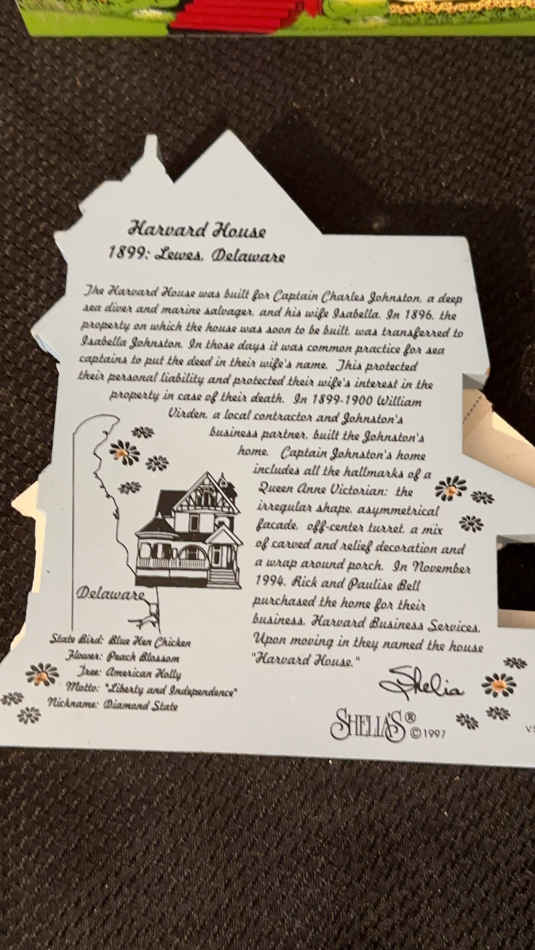 Harvard House
1899: Lewes, Delaware
The Harvard House was built for Captain Charles Johnston, a deep
sea diver and marine salvager, and his wife Isabella. In 1896, the
property on which the house was soon to be built, was transferred to
Isabella Johnston. In those days it was common practice for sea
captains to put the deed in their wife's name. This protected
their personal liability and protected their wife's interest in the
property in case of their death. In 1899-1900 William
Virden, a local contractor and Johnston's
business partner, built the Johnston's
home. Captain Johnston's home
includes all the hallmarks of a
Queen Anne Victorian: the
irregular shape, asymmetrical
facade, off-center turret, a mix
of carved and relief decoration and
a wrap around porch. In November
1994, Rick and Paulise Bell
purchased the home for their
business, Harvard Business Services.
Upon moving in they named the house
"Harvard House."
Delaware
State Bird: Blue Hen Chicken
Flower: Peach Blossom
Tree: American Holly
Motto: "Liberty and Independence"
Nickname: Diamond State
Shelia
SHELIA'S®
©1997